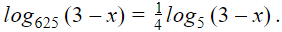 log₆₂₅ (3 − x) = ¼ log₅ (3 − x) .